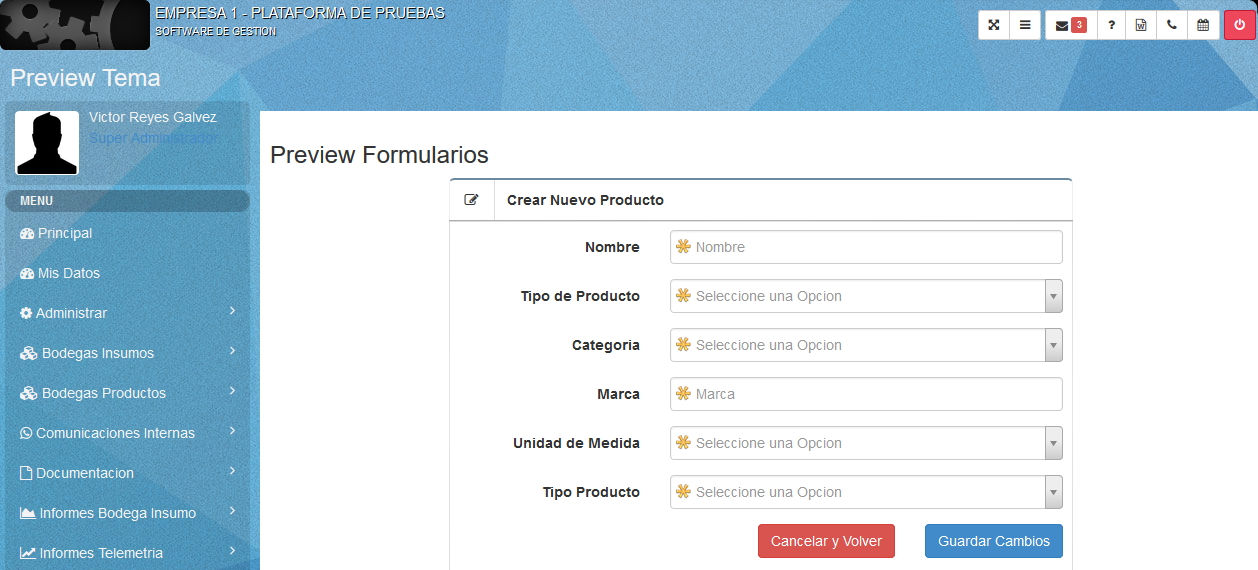 EMPRESA 1 - PLATAFORMA DE PRUEBAS
SOFTWARE DE GESTION
3
?
Preview Tema
Victor Reyes Galvez
Super Administrador
MENU
Principal
Mis Datos
Administrar
Bodegas Insumos
Bodegas Productos
Comunicaciones Internas
Documentacion
Informes Bodega Insumo
Informes Telemetria
Preview Formularios
Crear Nuevo Producto
Nombre Nombre
Tipo de Producto Seleccione una Opcion
Categoria Seleccione una Opcion
Marca Marca
Unidad de Medida Seleccione una Opcion
Tipo Producto Seleccione una Opcion
Cancelar y Volver Guardar Cambios